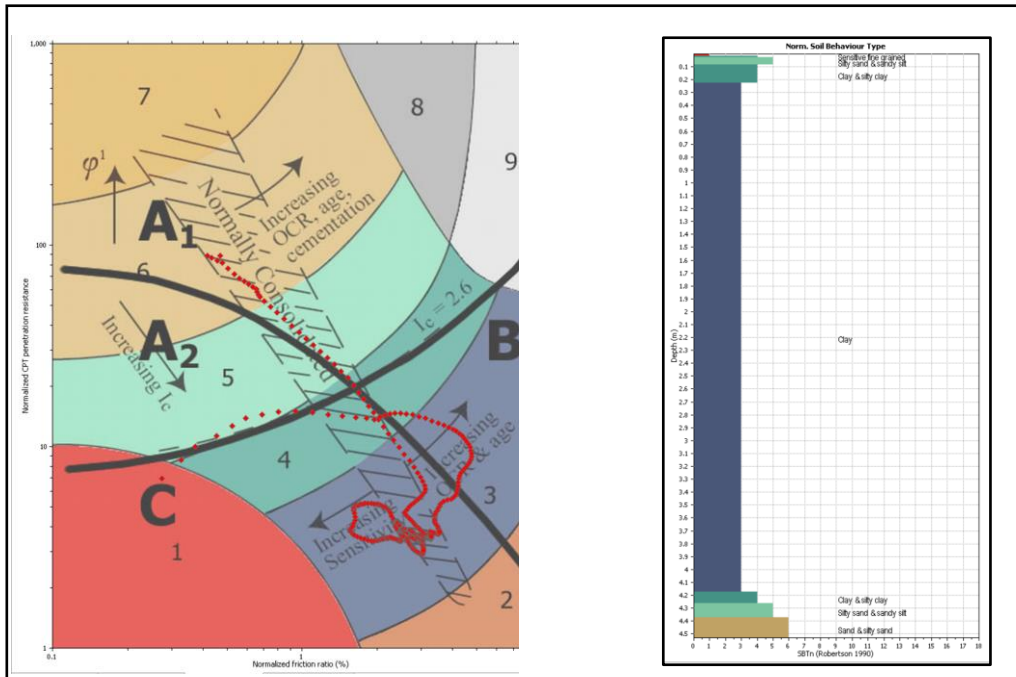 1,000
7
8
9
φ¹
Increasing
OCR, age,
cementation
Normally Consolidated
A₁
100
6
A₂
Increasing Ic
Ic = 2.6
B
5
10
4
Increasing
OCR & age
3
C
Increasing
Sensitivity
1
2
1
0.1
1
Normalized CPT penetration resistance
Normalized friction ratio (%)
Norm. Soil Behaviour Type
Sensitive fine grained
Silty sand & sandy silt
Clay & silty clay
Clay
Clay & silty clay
Silty sand & sandy silt
Sand & silty sand
0.1
0.2
0.3
0.4
0.5
0.6
0.7
0.8
0.9
1
1.1
1.2
1.3
1.4
1.5
1.6
1.7
1.8
1.9
2
2.1
2.2
2.3
2.4
2.5
2.6
2.7
2.8
2.9
3
3.1
3.2
3.3
3.4
3.5
3.6
3.7
3.8
3.9
4
4.1
4.2
4.3
4.4
4.5
Depth (m)
0 1 2 3 4 5 6 7 8 9 10 11 12 13 14 15 16 17 18
SBTn (Robertson 1990)